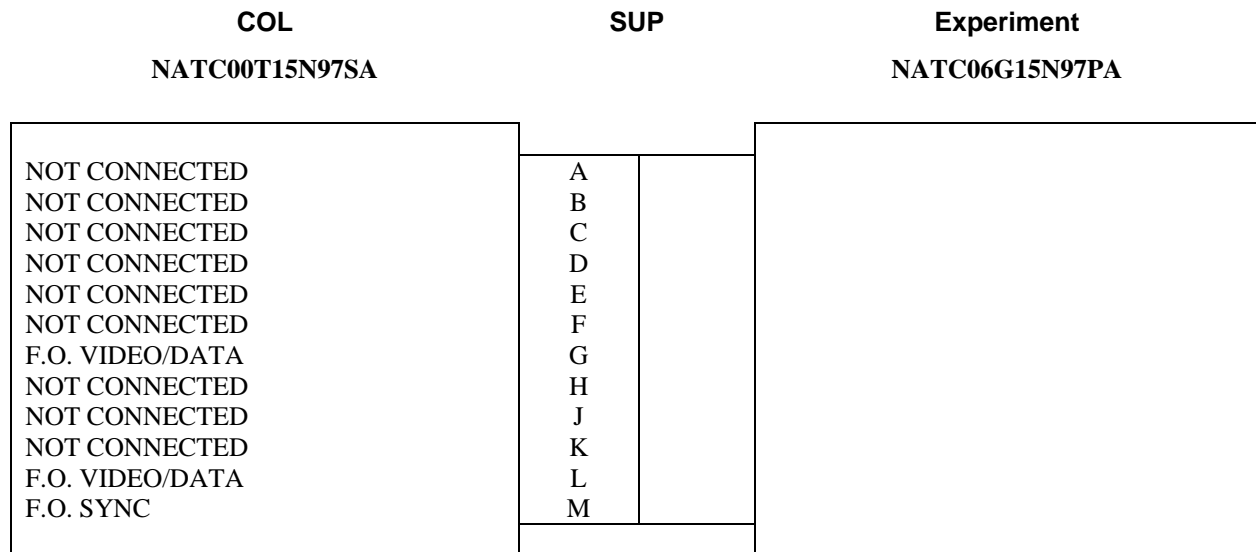 COL SUP Experiment
NATC00T15N97SA NATC06G15N97PA
NOT CONNECTED A
NOT CONNECTED B
NOT CONNECTED C
NOT CONNECTED D
NOT CONNECTED E
NOT CONNECTED F
F.O. VIDEO/DATA G
NOT CONNECTED H
NOT CONNECTED J
NOT CONNECTED K
F.O. VIDEO/DATA L
F.O. SYNC M